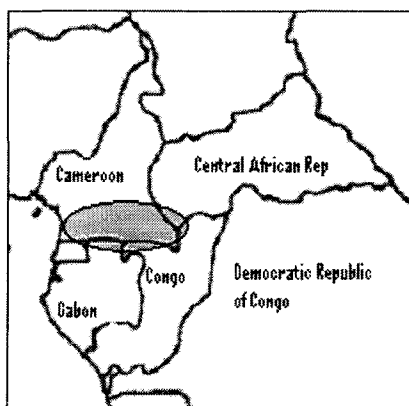 Cameroon
Central African Rep
Congo
Democratic Republic
of Congo
Gabon